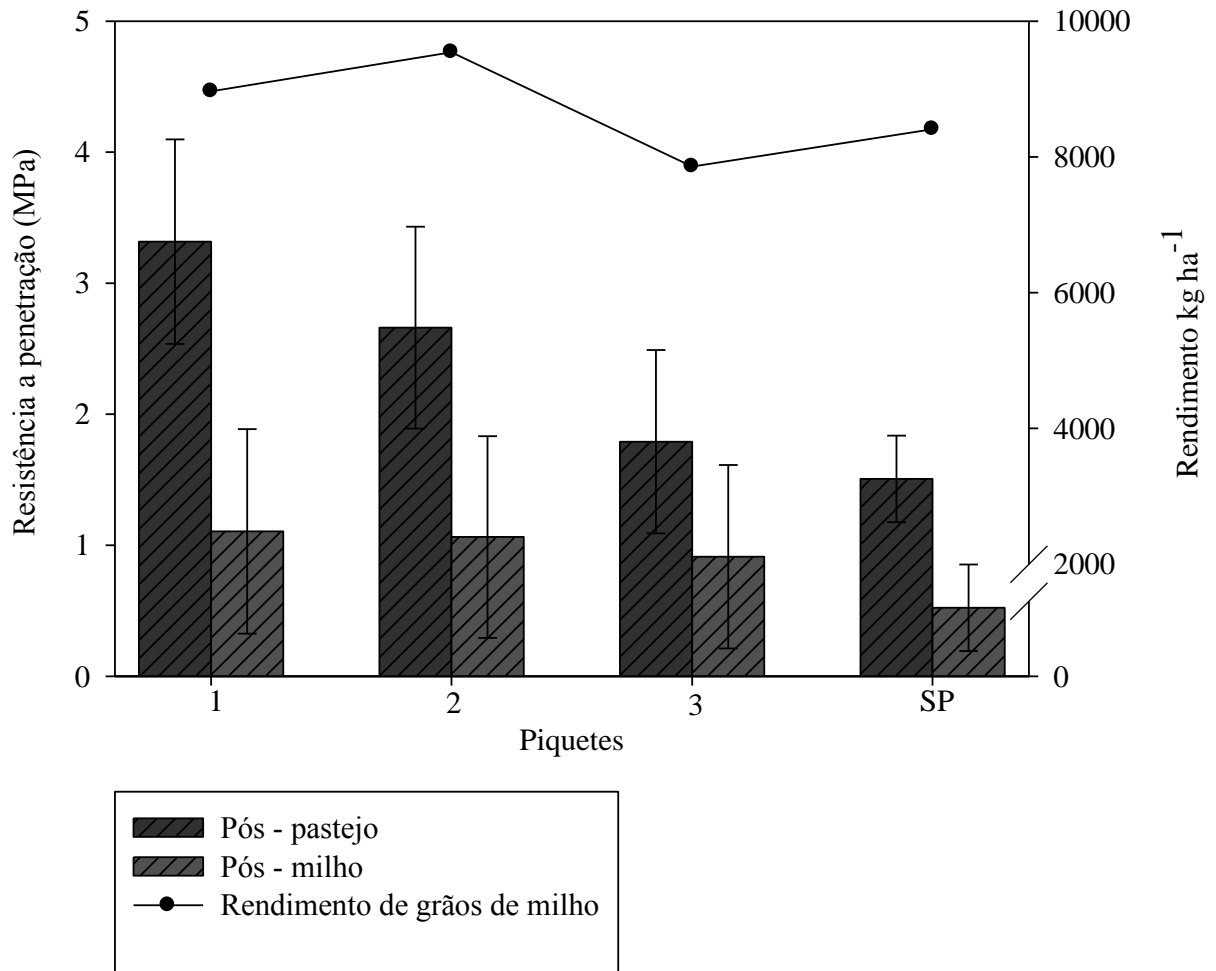 5
4
3
2
1
0
Resistência a penetração (MPa)
10000
8000
6000
4000
2000
0
Rendimento kg ha-1
1 2 3 SP
Piquetes
Pós - pastejo
Pós - milho
Rendimento de grãos de milho